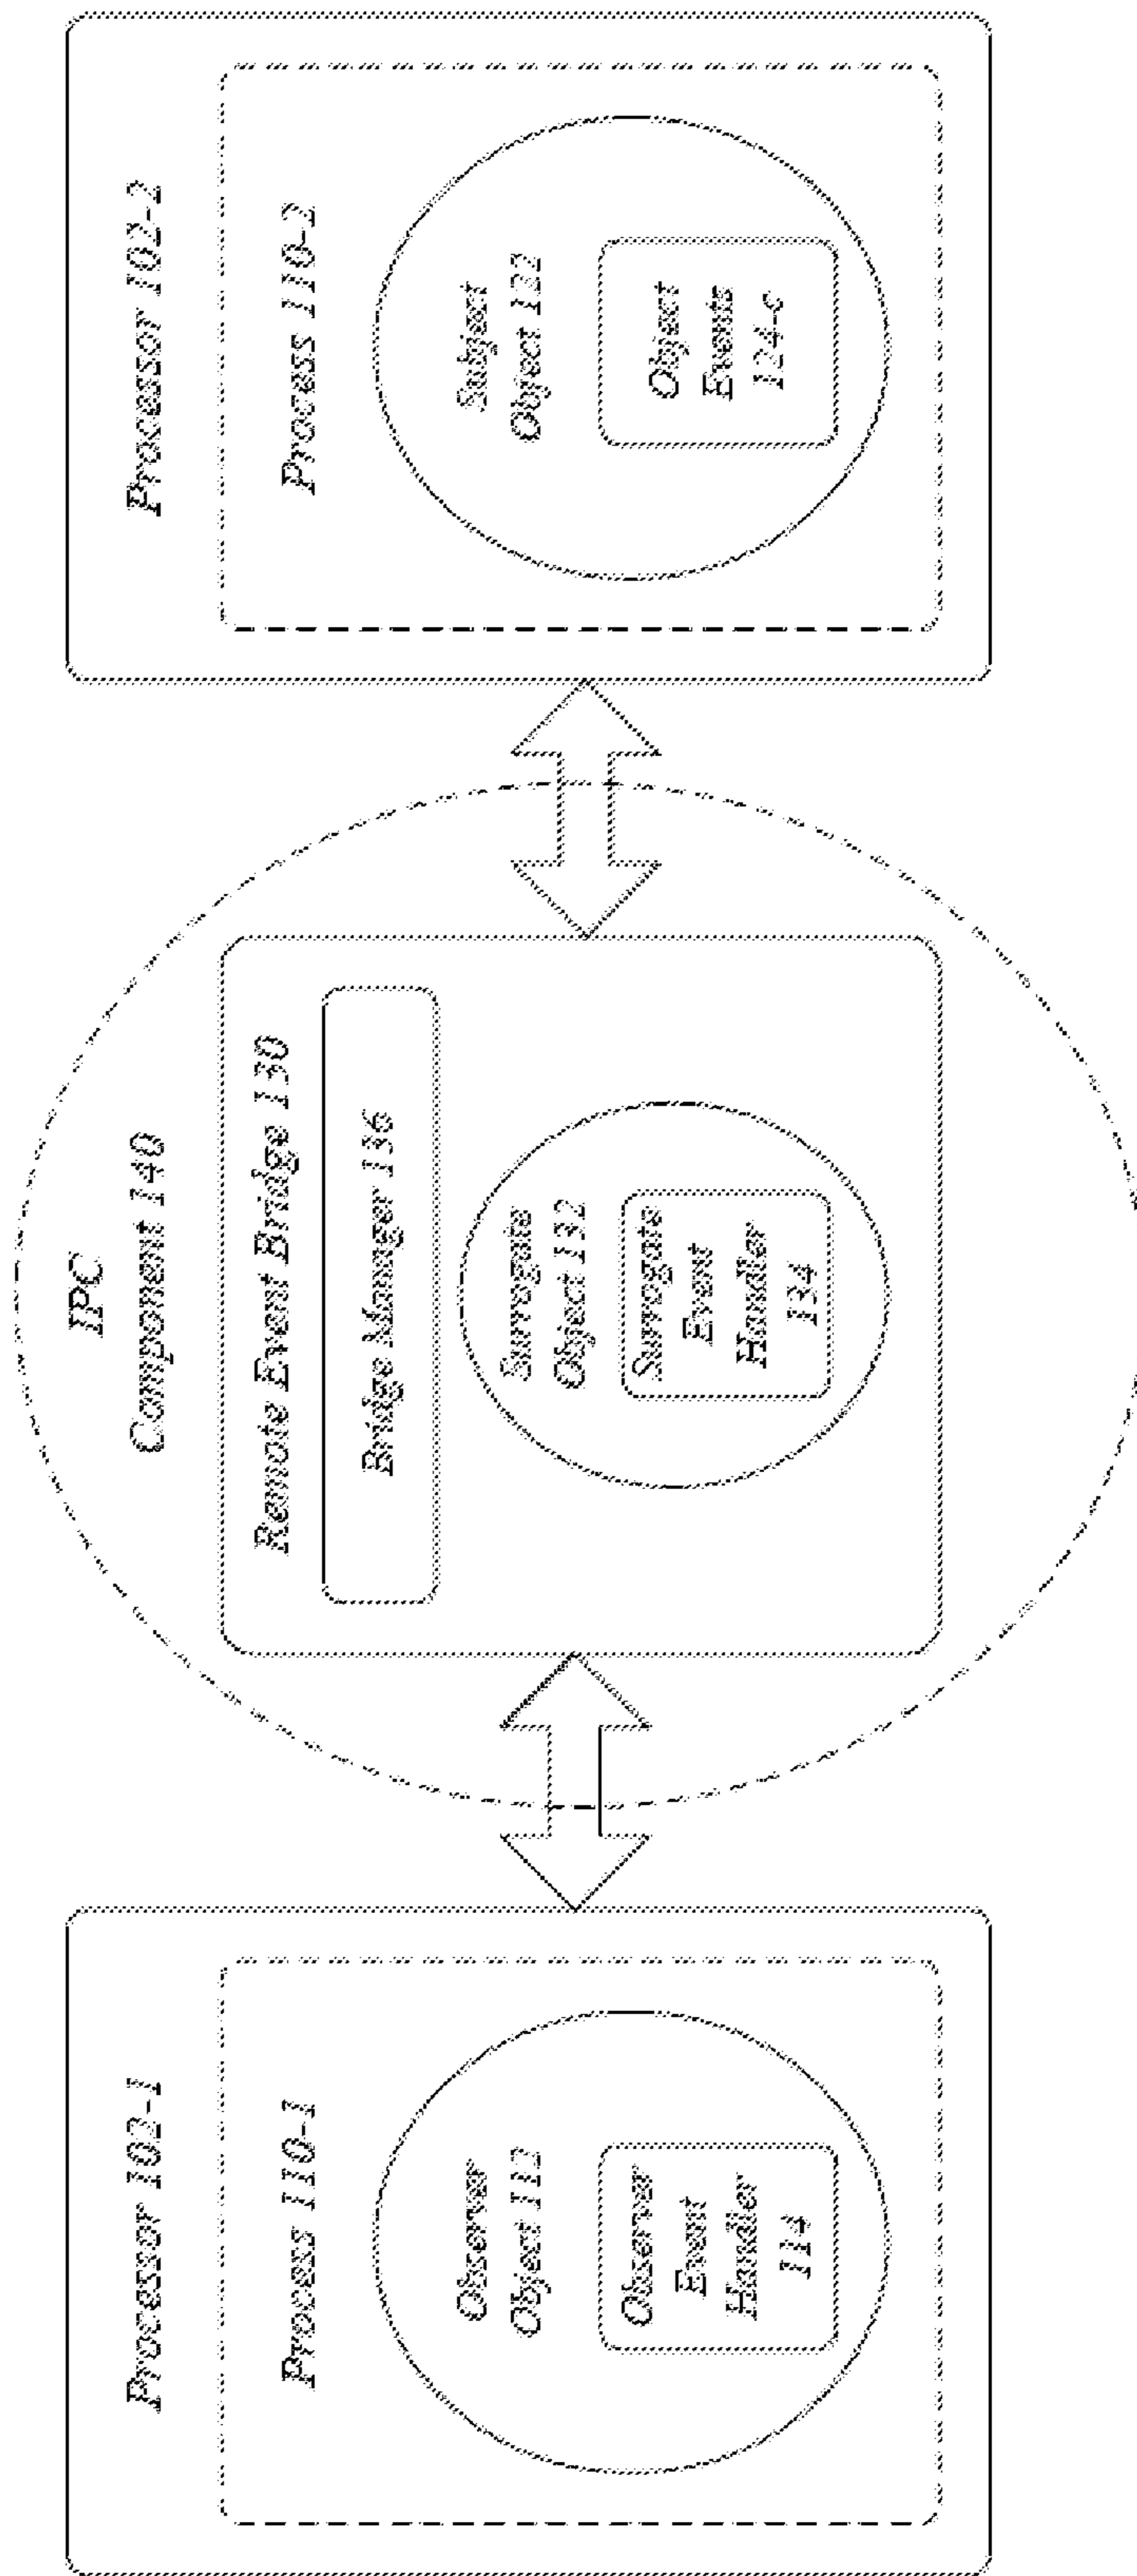 Processor 102-1
Process 110-1
Observer
Object 112
Observer
Event
Handler
114
IPC
Component 140
Remote Event Bridge 130
Bridge Manager 136
Surrogate
Object 132
Surrogate
Event
Handler
134
Processor 102-2
Process 110-2
Subject
Object 122
Object
Events
124-c